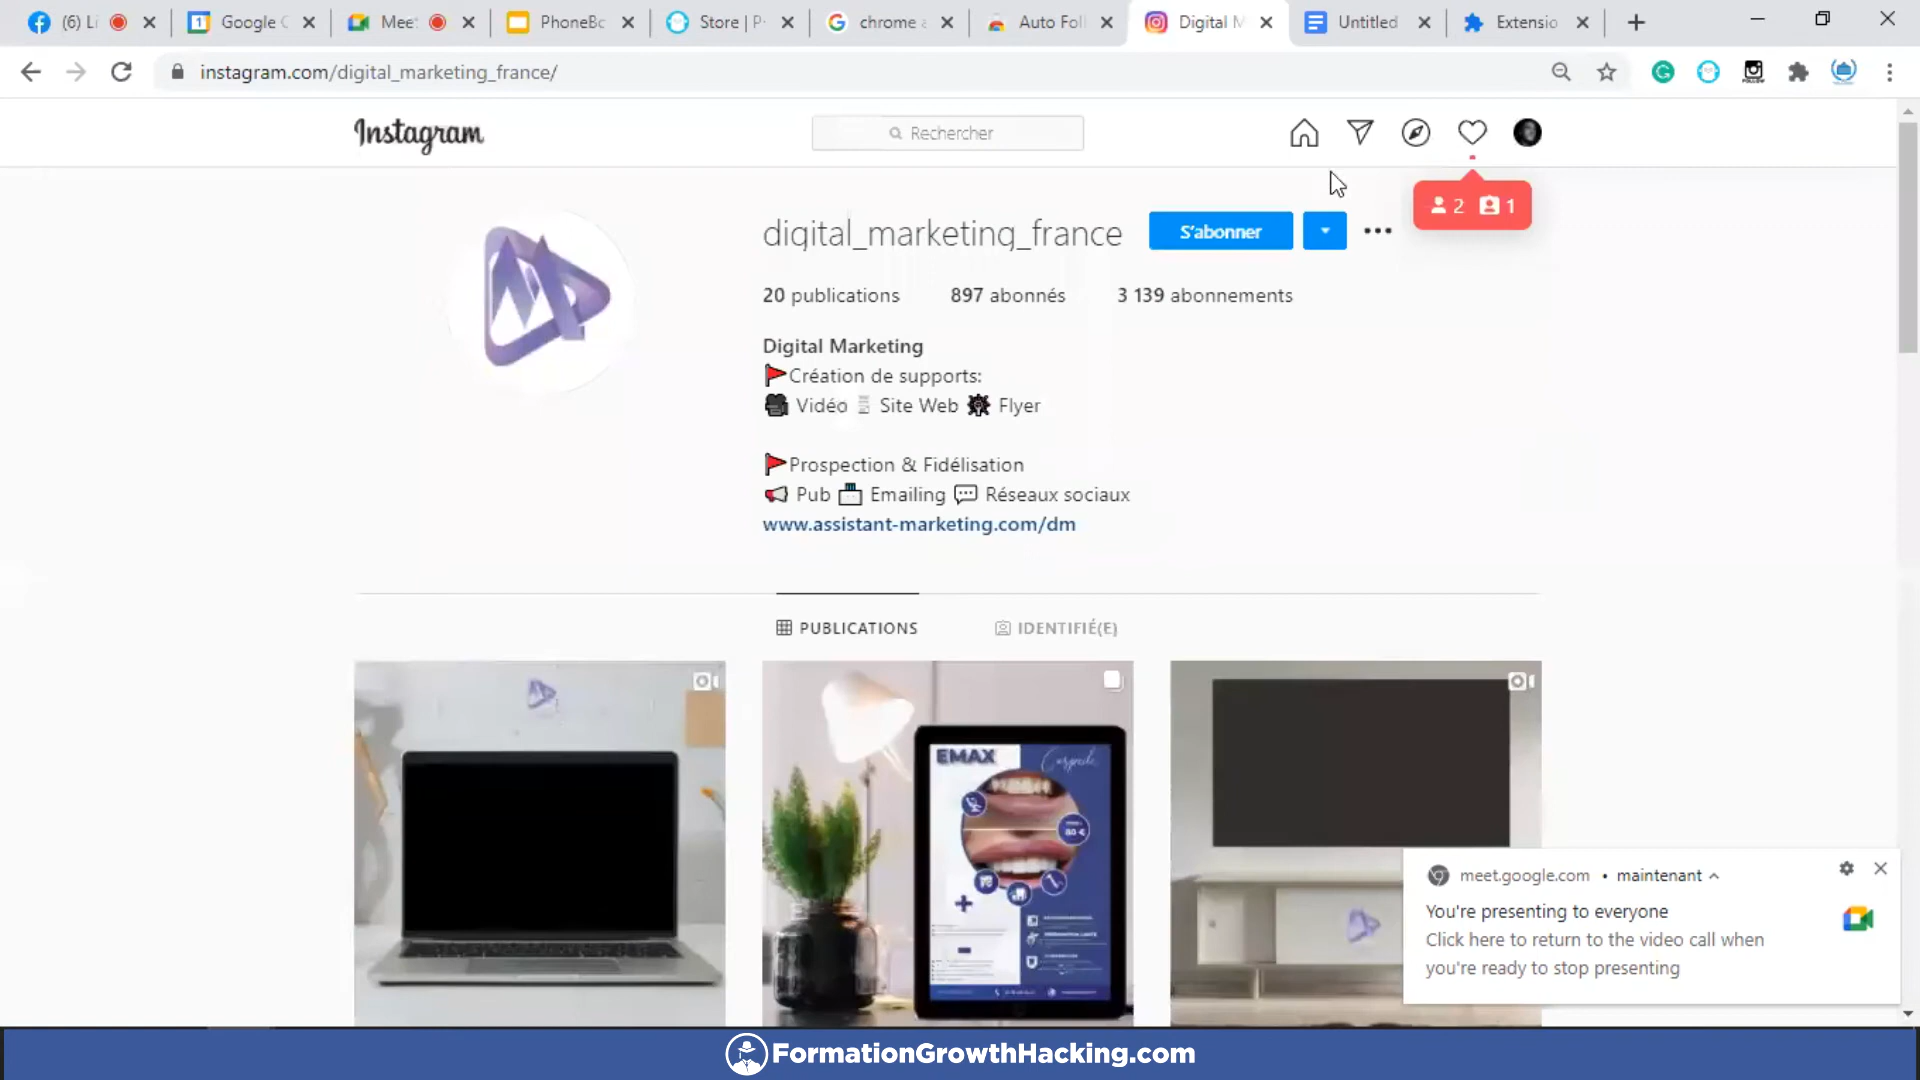 (6) Li
Google C
Meet
PhoneBo
Store | P
chrome a
Auto Foll
Digital M
Untitled
Extensio
instagram.com/digital_marketing_france/
Instagram
Rechercher
2 1
digital_marketing_france S'abonner
20 publications 897 abonnés 3 139 abonnements
Digital Marketing
Création de supports:
Vidéo Site Web Flyer
Prospection & Fidélisation
Pub Emailing Réseaux sociaux
www.assistant-marketing.com/dm
PUBLICATIONS IDENTIFIÉ(E)
EMAX
80 €
meet.google.com • maintenant
You're presenting to everyone
Click here to return to the video call when
you're ready to stop presenting
FormationGrowthHacking.com